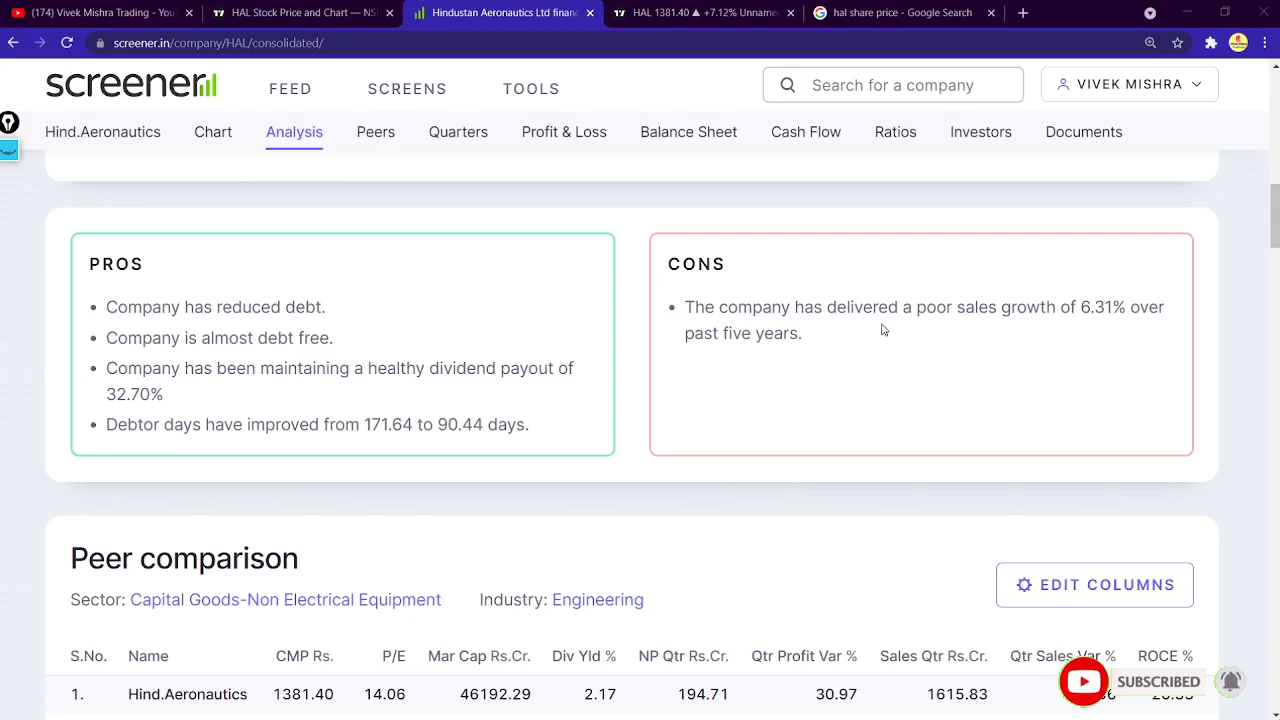 (174) Vivek Mishra Trading - You
HAL Stock Price and Chart — NSE
Hindustan Aeronautics Ltd financ
HAL 1381.40 ▲ +7.12% Unname
hal share price - Google Search
screener.in/company/HAL/consolidated/
screener
FEED
SCREENS
TOOLS
Search for a company
VIVEK MISHRA
Hind.Aeronautics Chart Analysis Peers Quarters Profit & Loss Balance Sheet Cash Flow Ratios Investors Documents
PROS
• Company has reduced debt.
• Company is almost debt free.
• Company has been maintaining a healthy dividend payout of
32.70%
• Debtor days have improved from 171.64 to 90.44 days.
CONS
• The company has delivered a poor sales growth of 6.31% over
past five years.
Peer comparison
Sector: Capital Goods-Non Electrical Equipment Industry: Engineering
EDIT COLUMNS
S.No. Name CMP Rs. P/E Mar Cap Rs.Cr. Div Yld % NP Qtr Rs.Cr. Qtr Profit Var % Sales Qtr Rs.Cr. Qtr Sales Var % ROCE %
1. Hind.Aeronautics 1381.40 14.06 46192.29 2.17 194.71 30.97 1615.83
SUBSCRIBED